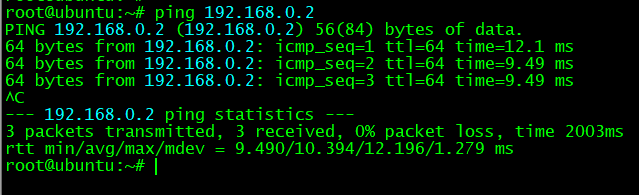 root@ubuntu:~# ping 192.168.0.2
PING 192.168.0.2 (192.168.0.2) 56(84) bytes of data.
64 bytes from 192.168.0.2: icmp_seq=1 ttl=64 time=12.1 ms
64 bytes from 192.168.0.2: icmp_seq=2 ttl=64 time=9.49 ms
64 bytes from 192.168.0.2: icmp_seq=3 ttl=64 time=9.49 ms
^C
--- 192.168.0.2 ping statistics ---
3 packets transmitted, 3 received, 0% packet loss, time 2003ms
rtt min/avg/max/mdev = 9.490/10.394/12.196/1.279 ms
root@ubuntu:~#